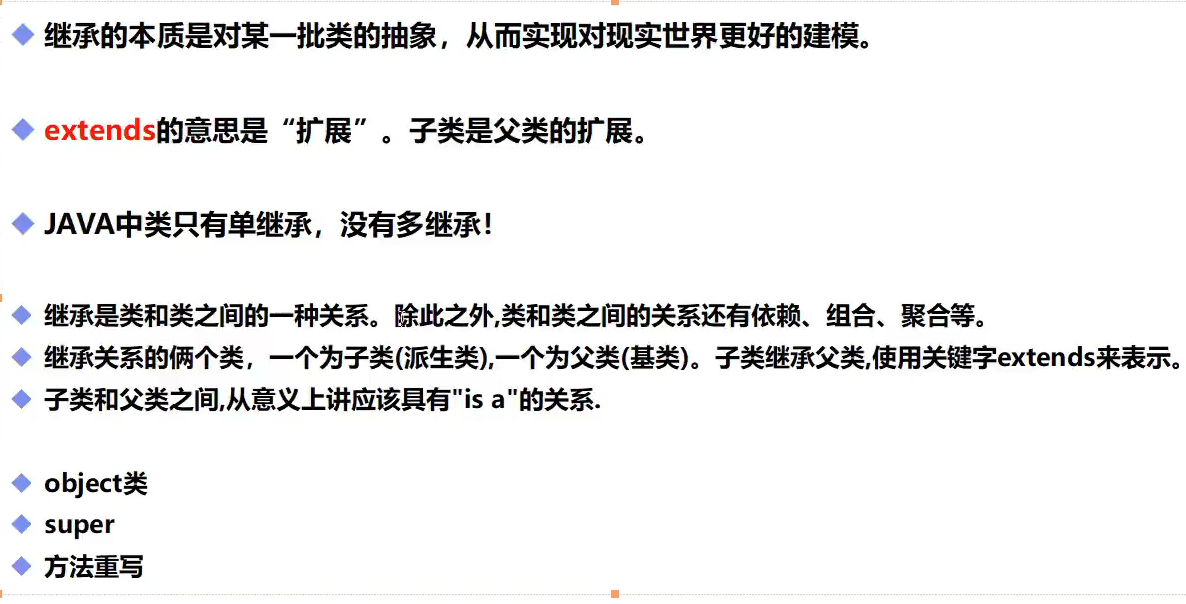 继承的本质是对某一批类的抽象，从而实现对现实世界更好的建模。
extends的意思是“扩展”。子类是父类的扩展。
JAVA中类只有单继承，没有多继承！
继承是类和类之间的一种关系。除此之外,类和类之间的关系还有依赖、组合、聚合等。
继承关系的俩个类，一个为子类(派生类),一个为父类(基类)。子类继承父类,使用关键字extends来表示。
子类和父类之间,从意义上讲应该具有"is a"的关系.
object类
super
方法重写